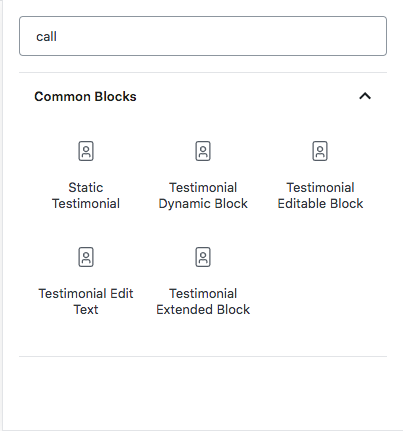 call
Common Blocks
Static
Testimonial
Testimonial
Dynamic Block
Testimonial
Editable Block
Testimonial Edit
Text
Testimonial
Extended Block